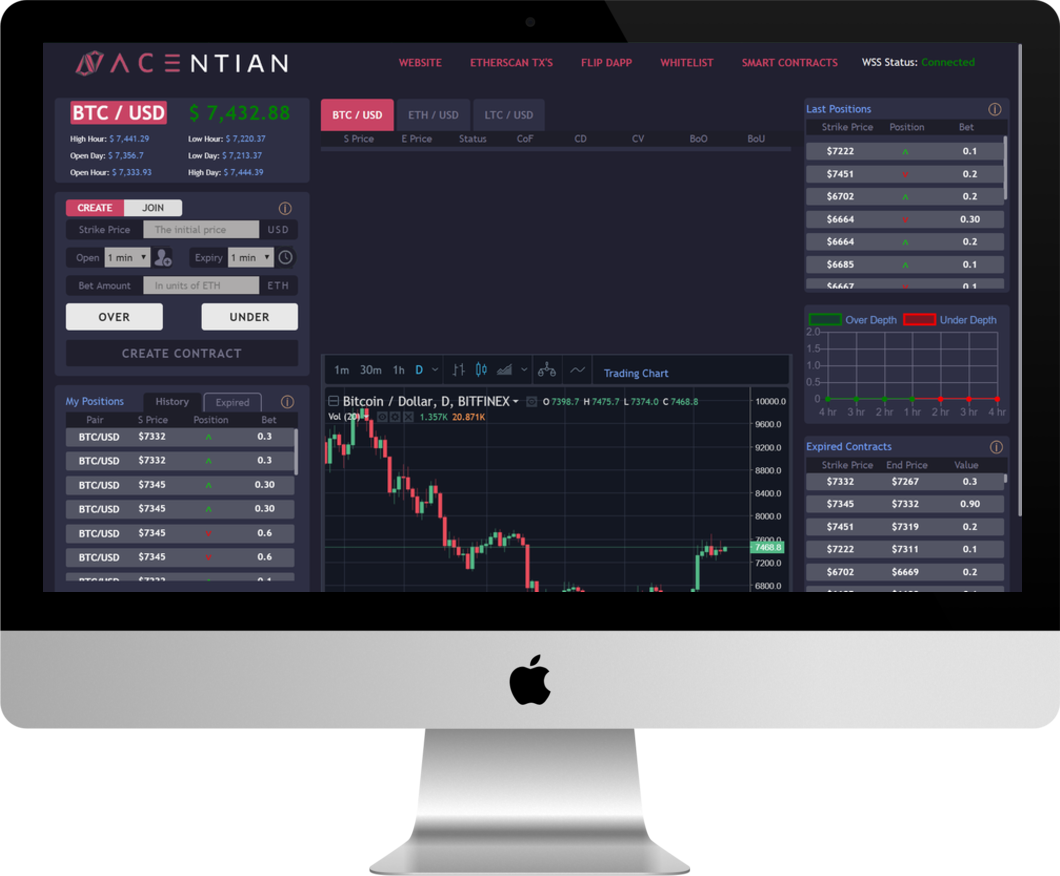 ACENTIAN
WEBSITE ETHERSCAN TX'S FLIP DAPP WHITELIST SMART CONTRACTS WSS Status: Connected
BTC / USD $ 7,432.88
High Hour: $ 7,441.29 Low Hour: $ 7,220.37
Open Day: $ 7,356.7 Low Day: $ 7,213.37
Open Hour: $ 7,333.93 High Day: $ 7,444.39
CREATE JOIN
Strike Price The initial price USD
Open 1 min Expiry 1 min
Bet Amount In units of ETH ETH
OVER UNDER
CREATE CONTRACT
My Positions History Expired
Pair S Price Position Bet
BTC/USD $7332 ^ 0.3
BTC/USD $7332 ^ 0.3
BTC/USD $7345 ^ 0.30
BTC/USD $7345 ^ 0.30
BTC/USD $7345 0.6
BTC/USD $7345 0.6
BTC/USD $7332 ^ 0.1
BTC / USD ETH / USD LTC / USD
S Price E Price Status CoF CD CV BoO BoU
1m 30m 1h D Trading Chart
Bitcoin / Dollar, D, BITFINEX O 7398.7 H 7475.7 L 7374.0 C 7468.8
Vol (20) 1.357K 20.871K
10000.0
9600.0
9200.0
8800.0
8400.0
8000.0
7600.0
7468.8
7200.0
6800.0
Last Positions
Strike Price Position Bet
$7222 ^ 0.1
$7451 0.2
$6702 ^ 0.2
$6664 0.30
$6664 ^ 0.2
$6685 ^ 0.1
$6667 0.1
Over Depth Under Depth
2.0
1.5
1.0
0.5
0
4 hr 3 hr 2 hr 1 hr 2 hr 3 hr 4 hr
Expired Contracts
Strike Price End Price Value
$7332 $7267 0.3
$7345 $7332 0.90
$7451 $7319 0.2
$7222 $7311 0.1
$6702 $6669 0.2